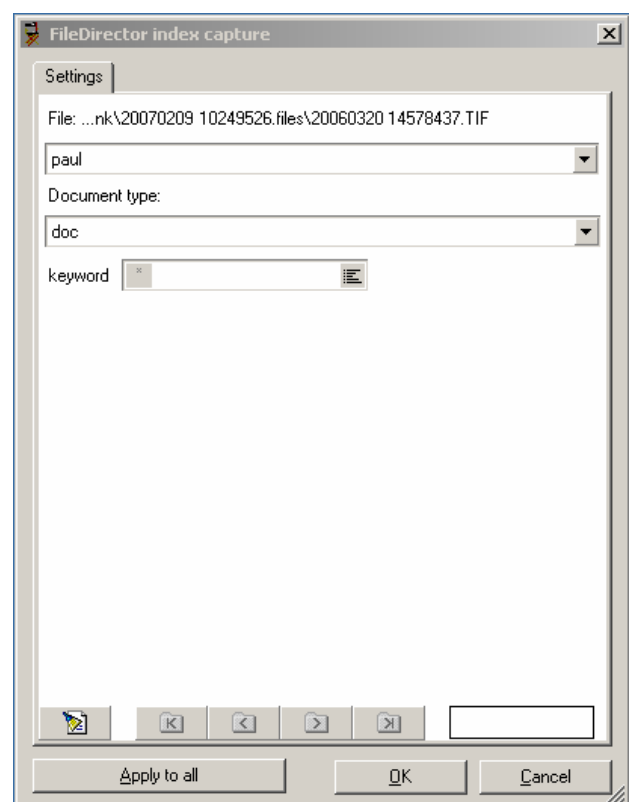 FileDirector index capture
Settings
File: ...nk\20070209 10249526.files\20060320 14578437.TIF
paul
Document type:
doc
keyword *
Apply to all OK Cancel